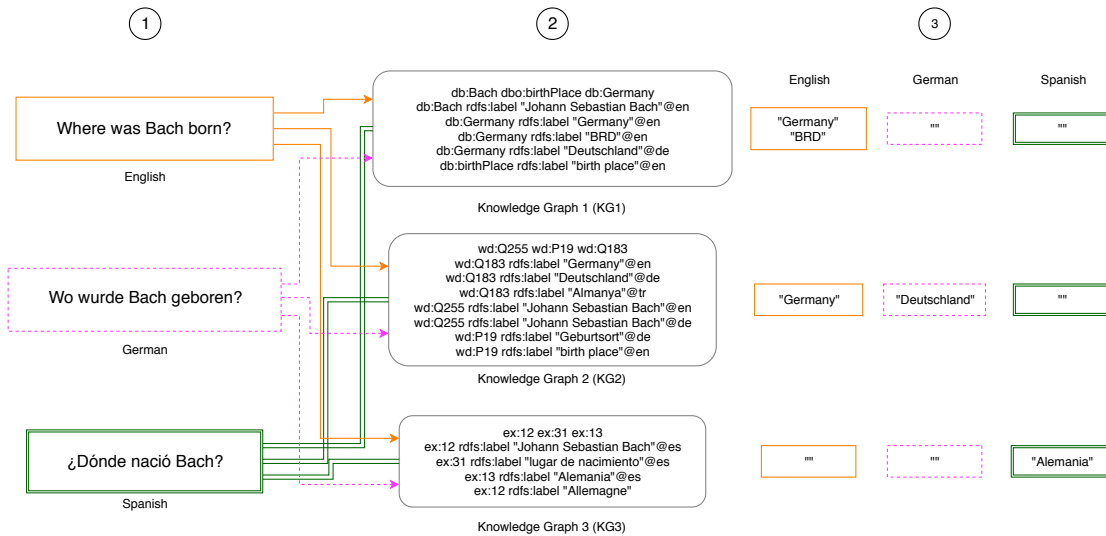 1
2
3
Where was Bach born?
English
Wo wurde Bach geboren?
German
¿Dónde nació Bach?
Spanish
db:Bach dbo:birthPlace db:Germany
db:Bach rdfs:label "Johann Sebastian Bach"@en
db:Germany rdfs:label "Germany"@en
db:Germany rdfs:label "BRD"@en
db:Germany rdfs:label "Deutschland"@de
db:birthPlace rdfs:label "birth place"@en
Knowledge Graph 1 (KG1)
wd:Q255 wd:P19 wd:Q183
wd:Q183 rdfs:label "Germany"@en
wd:Q183 rdfs:label "Deutschland"@de
wd:Q183 rdfs:label "Almanya"@tr
wd:Q255 rdfs:label "Johann Sebastian Bach"@en
wd:Q255 rdfs:label "Johann Sebastian Bach"@de
wd:P19 rdfs:label "Geburtsort"@de
wd:P19 rdfs:label "birth place"@en
Knowledge Graph 2 (KG2)
ex:12 ex:31 ex:13
ex:12 rdfs:label "Johann Sebastian Bach"@es
ex:31 rdfs:label "lugar de nacimiento"@es
ex:13 rdfs:label "Alemania"@es
ex:12 rdfs:label "Allemagne"
Knowledge Graph 3 (KG3)
English
German
Spanish
"Germany"
"BRD"
""
""
"Germany"
"Deutschland"
""
""
""
"Alemania"